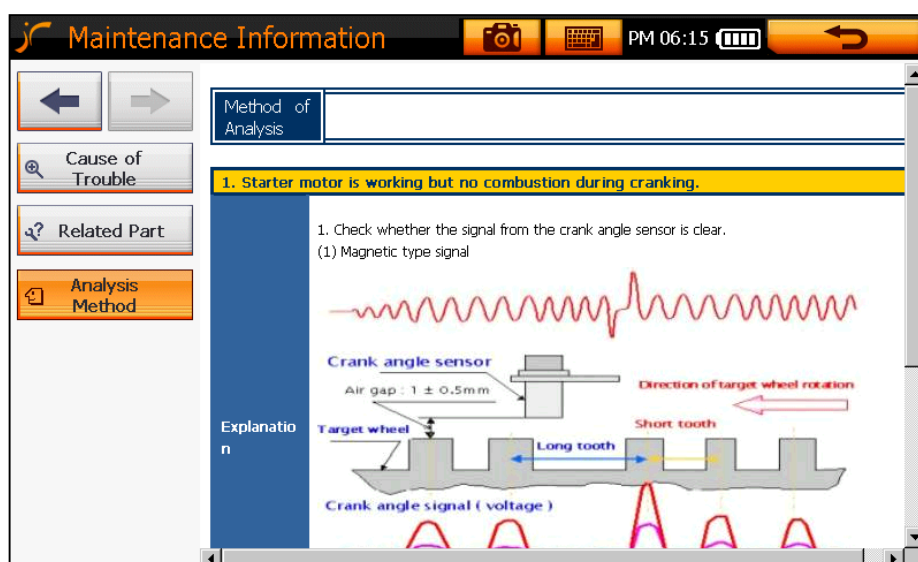 Maintenance Information
PM 06:15
Cause of
Trouble
Related Part
Analysis
Method
Method of
Analysis
1. Starter motor is working but no combustion during cranking.
Explanatio
n
1. Check whether the signal from the crank angle sensor is clear.
(1) Magnetic type signal
Crank angle sensor
Air gap : 1 ± 0.5mm
Direction of target wheel rotation
Target wheel
Short tooth
Long tooth
Crank angle signal ( voltage )